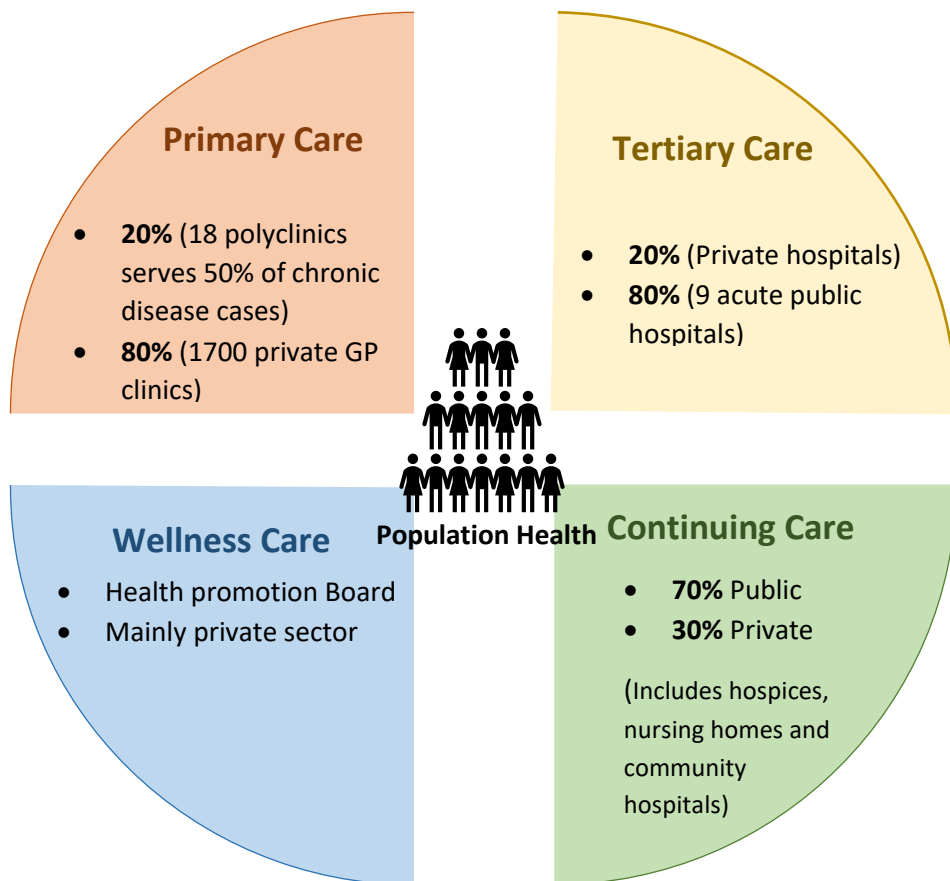 Primary Care
• 20% (18 polyclinics
serves 50% of chronic
disease cases)
• 80% (1700 private GP
clinics)
Tertiary Care
• 20% (Private hospitals)
• 80% (9 acute public
hospitals)
Population Health
Wellness Care
• Health promotion Board
• Mainly private sector
Continuing Care
• 70% Public
• 30% Private
(Includes hospices,
nursing homes and
community
hospitals)